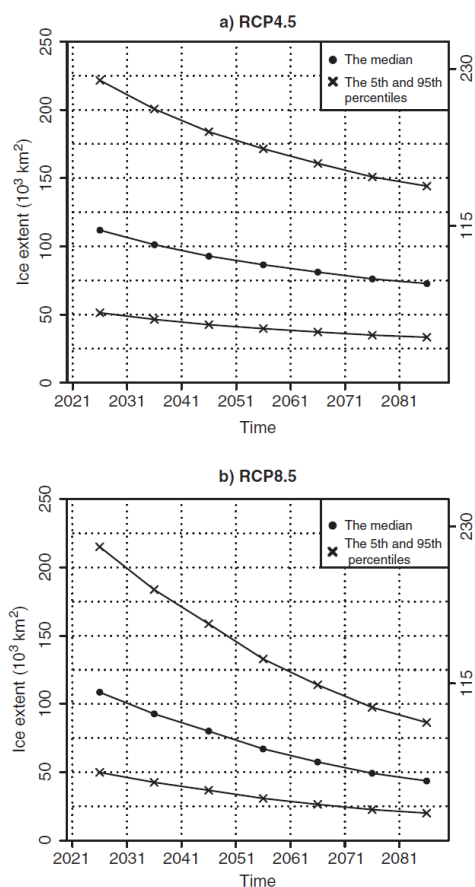 a) RCP4.5
250
200
150
100
50
0
Ice extent (10³ km²)
The median
The 5th and 95th
percentiles
230
115
2021 2031 2041 2051 2061 2071 2081
Time
b) RCP8.5
250
200
150
100
50
0
Ice extent (10³ km²)
The median
The 5th and 95th
percentiles
230
115
2021 2031 2041 2051 2061 2071 2081
Time